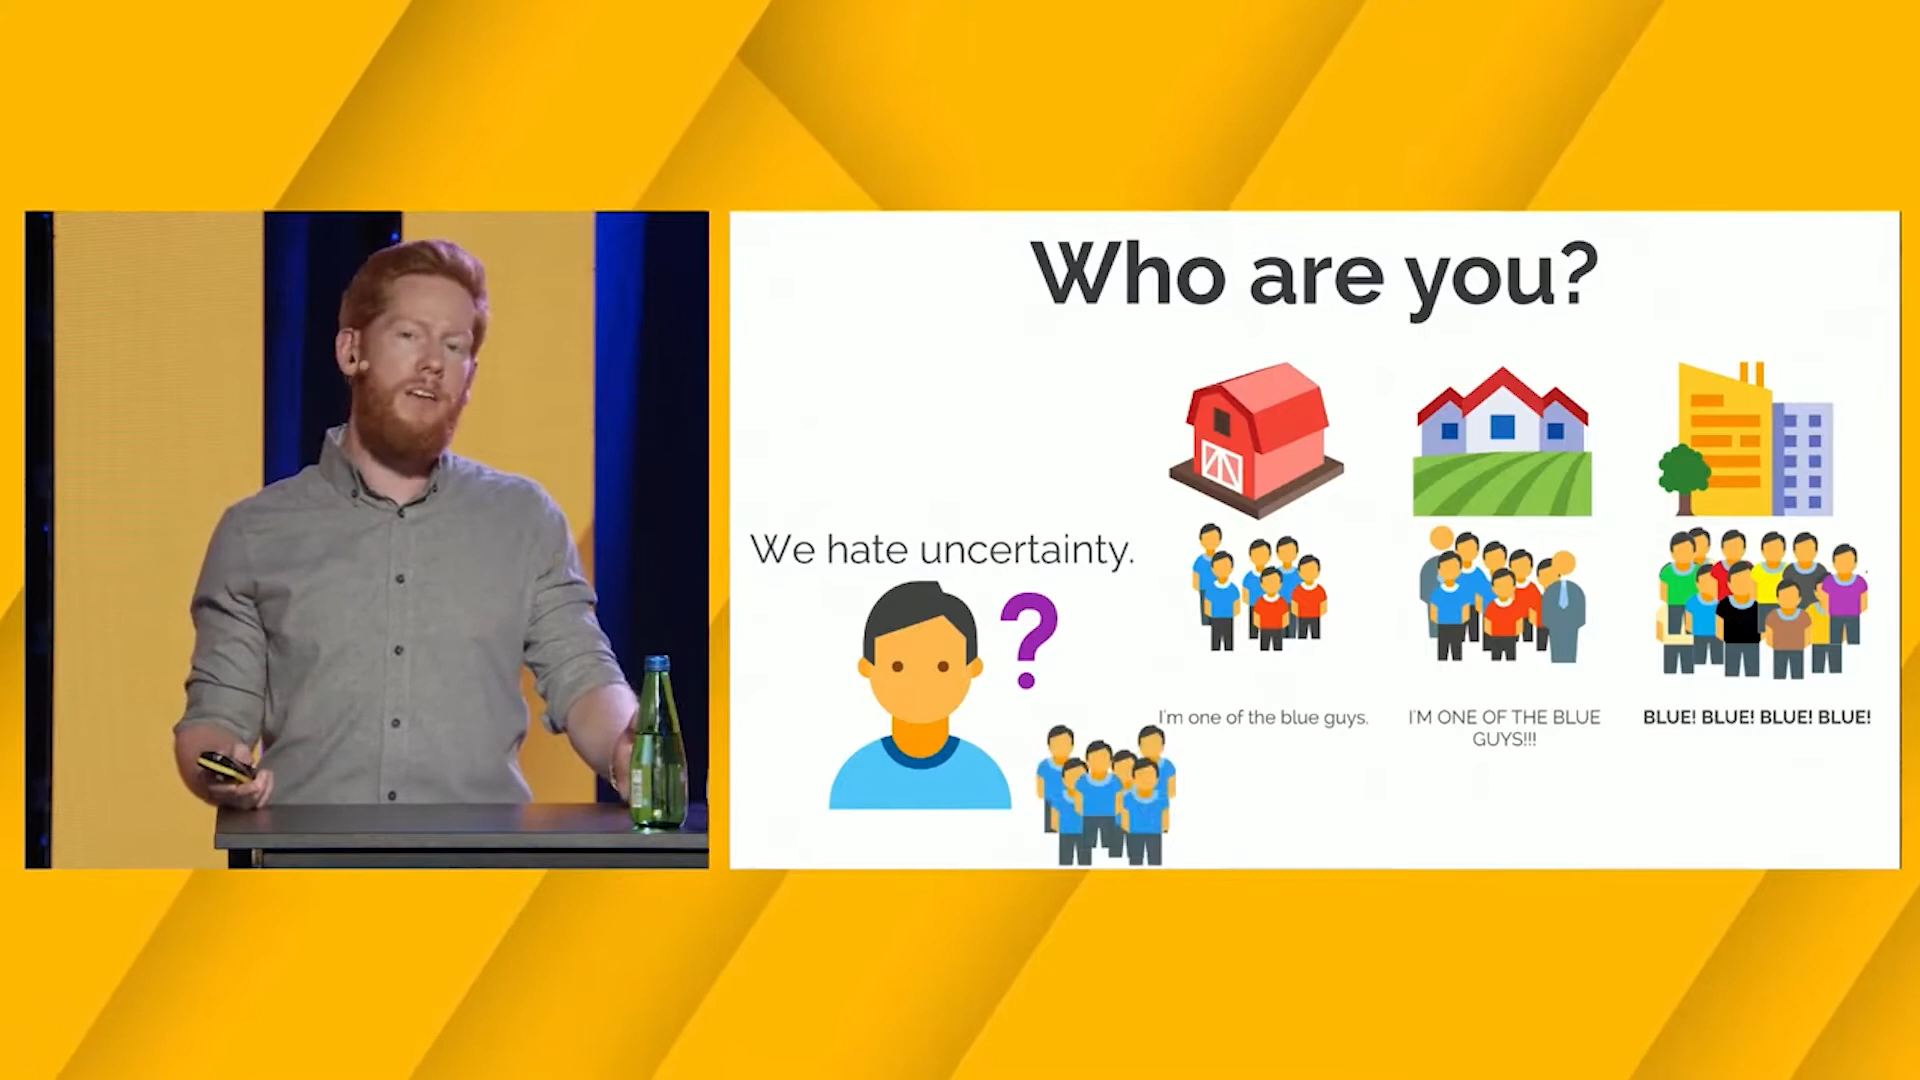 Who are you?
We hate uncertainty.
?
I'm one of the blue guys.
I'M ONE OF THE BLUE
GUYS!!!
BLUE! BLUE! BLUE! BLUE!